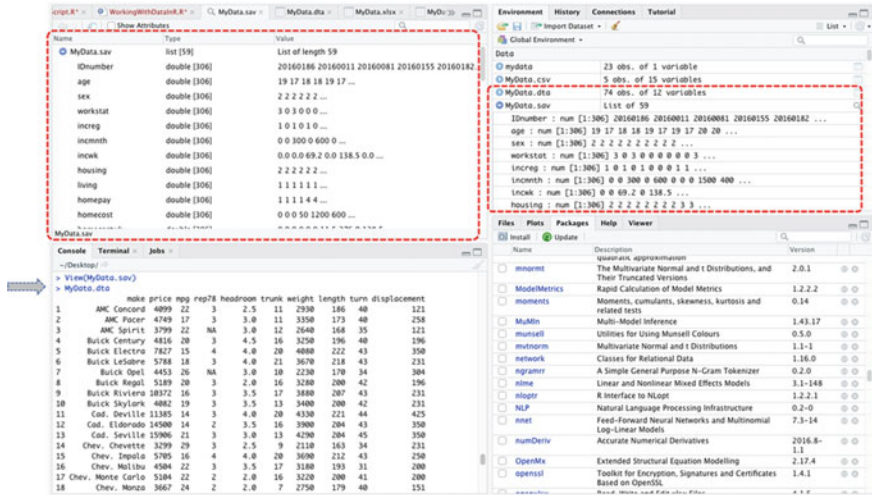 cript.R* × WorkingWithDataInR.R* × MyData.sav × MyData.dta × MyData.xlsx ×
Show Attributes
Name Type Value
MyData.sav list [59] List of length 59
IDnumber double [306] 20160186 20160011 20160081 20160155 20160182
age double [306] 19 17 18 18 19 17 ...
sex double [306] 2 2 2 2 2 2 ...
workstat double [306] 3 0 3 0 0 0 ...
increg double [306] 1 0 1 0 1 0 ...
incmnth double [306] 0 0 300 0 600 0 ...
incwk double [306] 0.0 0.0 69.2 0.0 138.5 0.0 ...
housing double [306] 2 2 2 2 2 2 ...
living double [306] 1 1 1 1 1 1 ...
homepay double [306] 1 1 1 1 4 4 ...
homecost double [306] 0 0 0 50 1200 600 ...
MyData.sav
Environment History Connections Tutorial
Import Dataset List
Global Environment
Data
mydata 23 obs. of 1 variable
MyData.csv 5 obs. of 15 variables
MyData.dta 74 obs. of 12 variables
MyData.sav List of 59
IDnumber : num [1:306] 20160186 20160011 20160081 20160155 20160182 ...
age : num [1:306] 19 17 18 18 19 17 19 17 20 20 ...
sex : num [1:306] 2 2 2 2 2 2 2 2 2 2 ...
workstat : num [1:306] 3 0 3 0 0 0 0 0 0 3 ...
increg : num [1:306] 1 0 1 0 1 0 0 0 1 1 ...
incmnth : num [1:306] 0 0 300 0 600 0 0 0 1500 400 ...
incwk : num [1:306] 0 0 69.2 0 138.5 ...
housing : num [1:306] 2 2 2 2 2 2 2 2 3 3 ...
Console Terminal × Jobs ×
~/Desktop/
> View(MyData.sav)
> MyData.dta
make price mpg rep78 headroom trunk weight length turn displacement
1 AMC Concord 4099 22 3 2.5 11 2930 186 40 121
2 AMC Pacer 4749 17 3 3.0 11 3350 173 40 258
3 AMC Spirit 3799 22 NA 3.0 12 2640 168 35 121
4 Buick Century 4816 20 3 4.5 16 3250 196 40 196
5 Buick Electra 7827 15 4 4.0 20 4080 222 43 350
6 Buick LeSabre 5788 18 3 4.0 21 3670 218 43 231
7 Buick Opel 4453 26 NA 3.0 10 2230 170 34 304
8 Buick Regal 5189 20 3 2.0 16 3280 200 42 196
9 Buick Riviera 10372 16 3 3.5 17 3880 207 43 231
10 Buick Skylark 4082 19 3 3.5 13 3400 200 42 231
11 Cad. Deville 11385 14 3 4.0 20 4330 221 44 425
12 Cad. Eldorado 14500 14 2 3.5 16 3900 204 43 350
13 Cad. Seville 15906 21 3 3.0 13 4290 204 45 350
14 Chev. Chevette 3299 29 3 2.5 9 2110 163 34 231
15 Chev. Impala 5705 16 4 4.0 20 3690 212 43 250
16 Chev. Malibu 4504 22 3 3.5 17 3180 193 31 200
17 Chev. Monte Carlo 5104 22 2 2.0 16 3220 200 41 200
18 Chev. Monza 3667 24 2 2.0 7 2750 179 40 151
Files Plots Packages Help Viewer
Install Update
Name Description Version
quadratic approximation
mnormt The Multivariate Normal and t Distributions, and 2.0.1
Their Truncated Versions
ModelMetrics Rapid Calculation of Model Metrics 1.2.2.2
moments Moments, cumulants, skewness, kurtosis and 0.14
related tests
MuMIn Multi-Model Inference 1.43.17
munsell Utilities for Using Munsell Colours 0.5.0
mvtnorm Multivariate Normal and t Distributions 1.1-1
network Classes for Relational Data 1.16.0
ngramrr A Simple General Purpose N-Gram Tokenizer 0.2.0
nlme Linear and Nonlinear Mixed Effects Models 3.1-148
nloptr R Interface to NLopt 1.2.2.1
NLP Natural Language Processing Infrastructure 0.2-0
nnet Feed-Forward Neural Networks and Multinomial 7.3-14
Log-Linear Models
numDeriv Accurate Numerical Derivatives 2016.8-
1.1
OpenMx Extended Structural Equation Modelling 2.17.4
openssl Toolkit for Encryption, Signatures and Certificates 1.4.1
Based on OpenSSL